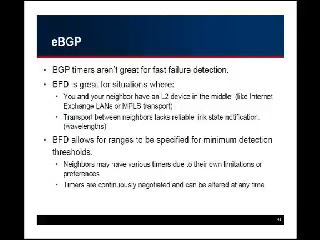 eBGP
• BGP timers aren't great for fast failure detection.
• BFD is great for situations where:
• You and your neighbor have an L2 device in the middle (like Internet
Exchange LANs or MPLS transport)
• Transport between neighbors lacks reliable link state notification.
(wavelengths)
• BFD allows for ranges to be specified for minimum detection
thresholds.
• Neighbors may have various timers due to their own limitations or
preferences
• Timers are continuously negotiated and can be altered at any time.